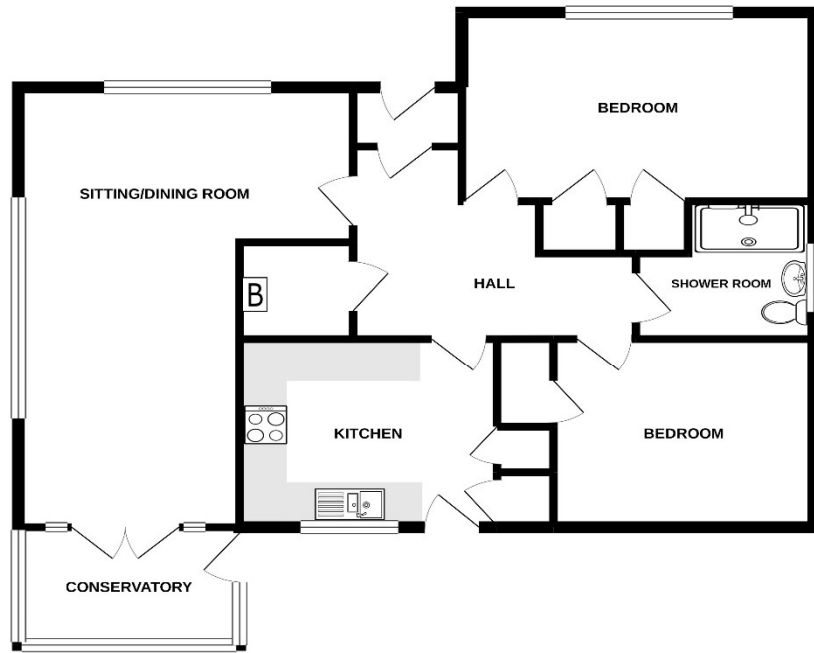 BEDROOM
SITTING/DINING ROOM
HALL
SHOWER ROOM
B
KITCHEN
BEDROOM
CONSERVATORY